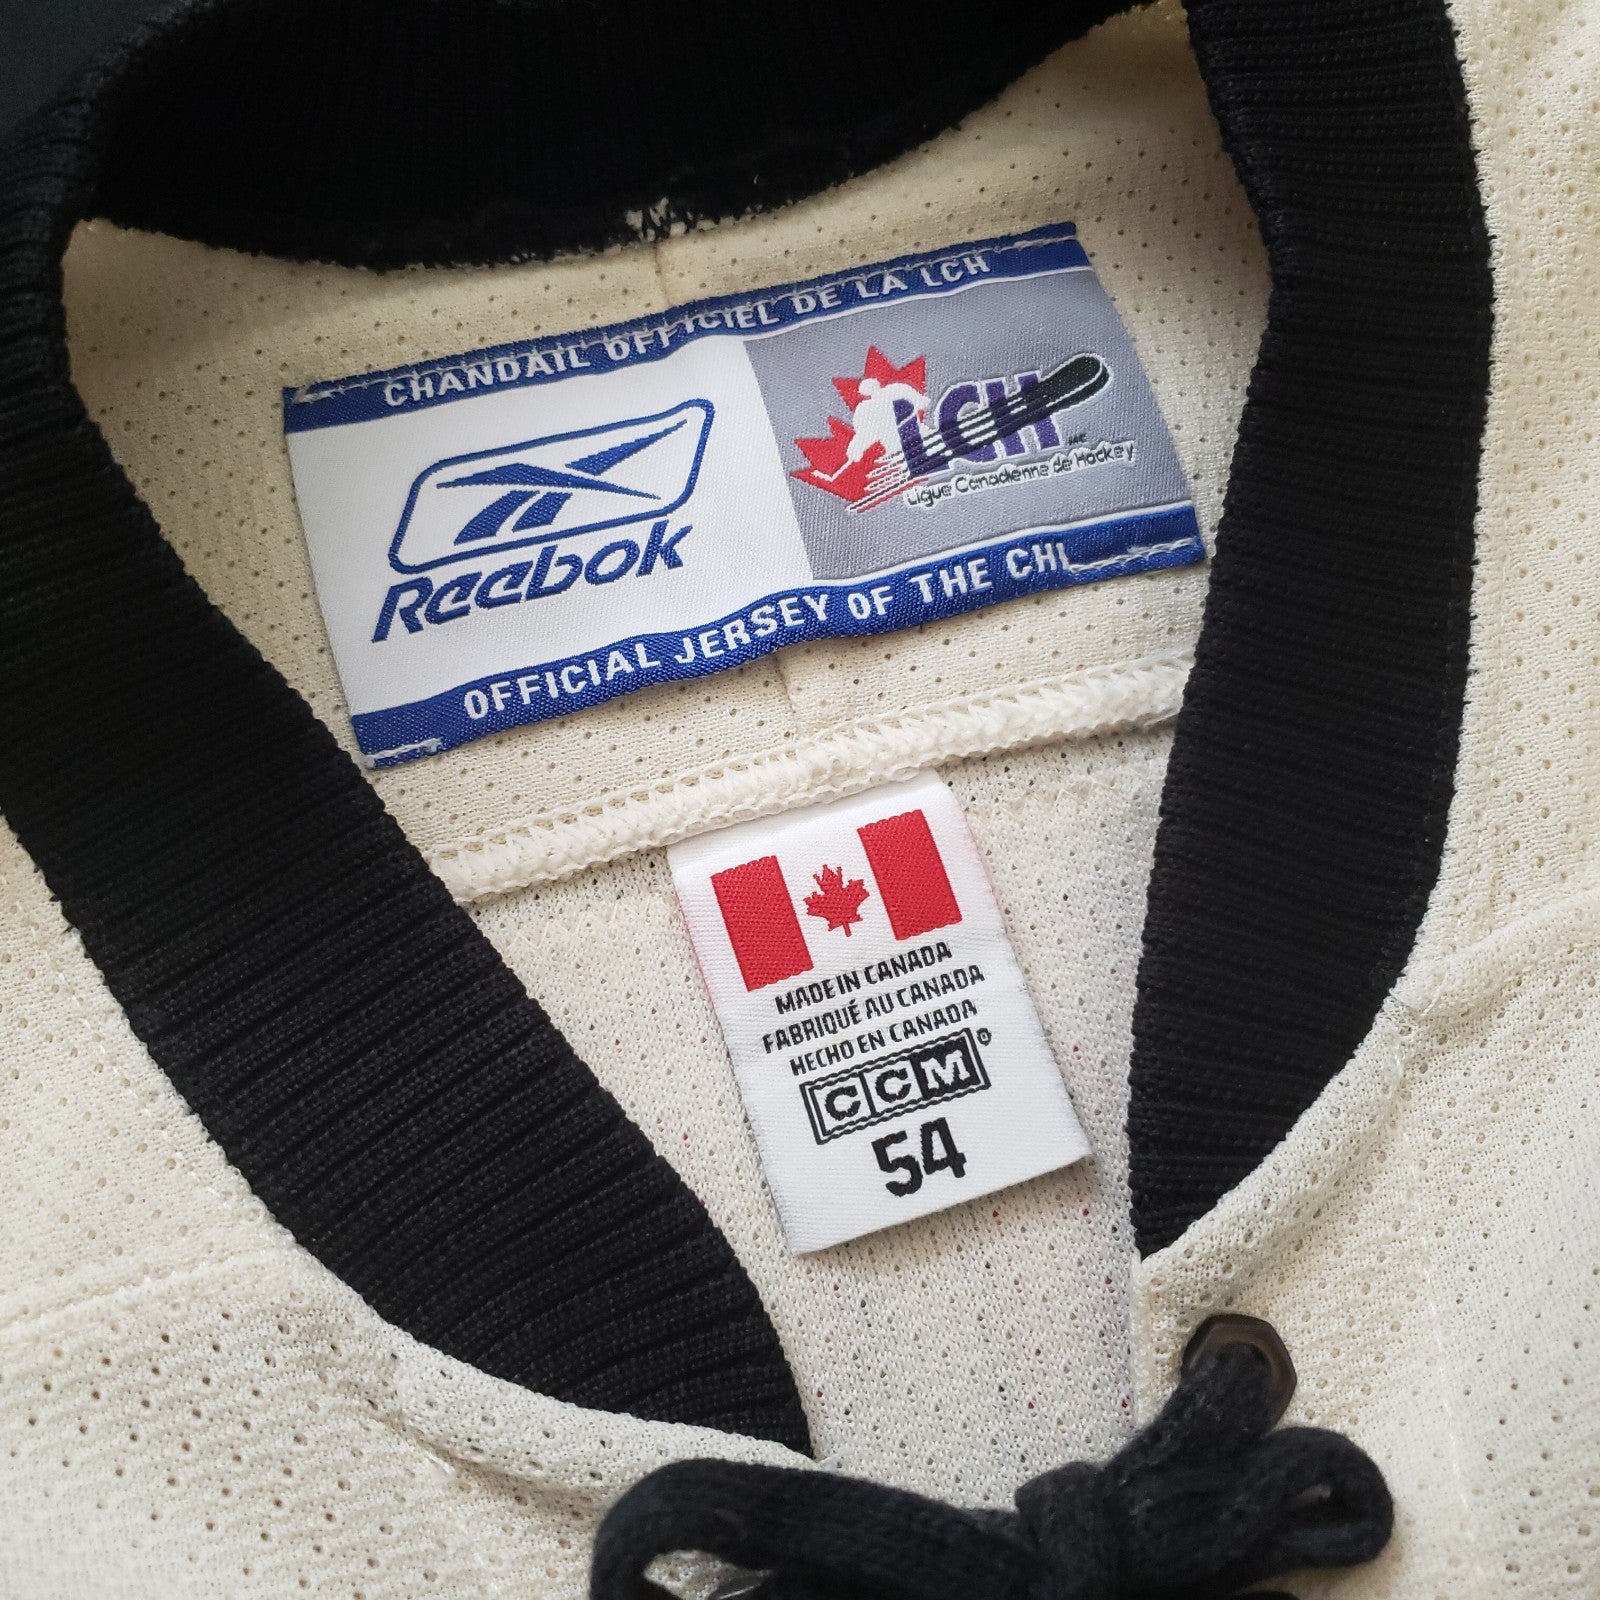 CHANDAIL OFFICIEL DE LA LCH
Reebok
LCH MC
Ligue Canadienne de Hockey
OFFICIAL JERSEY OF THE CHL
MADE IN CANADA
FABRIQUÉ AU CANADA
HECHO EN CANADA
CCM®
54